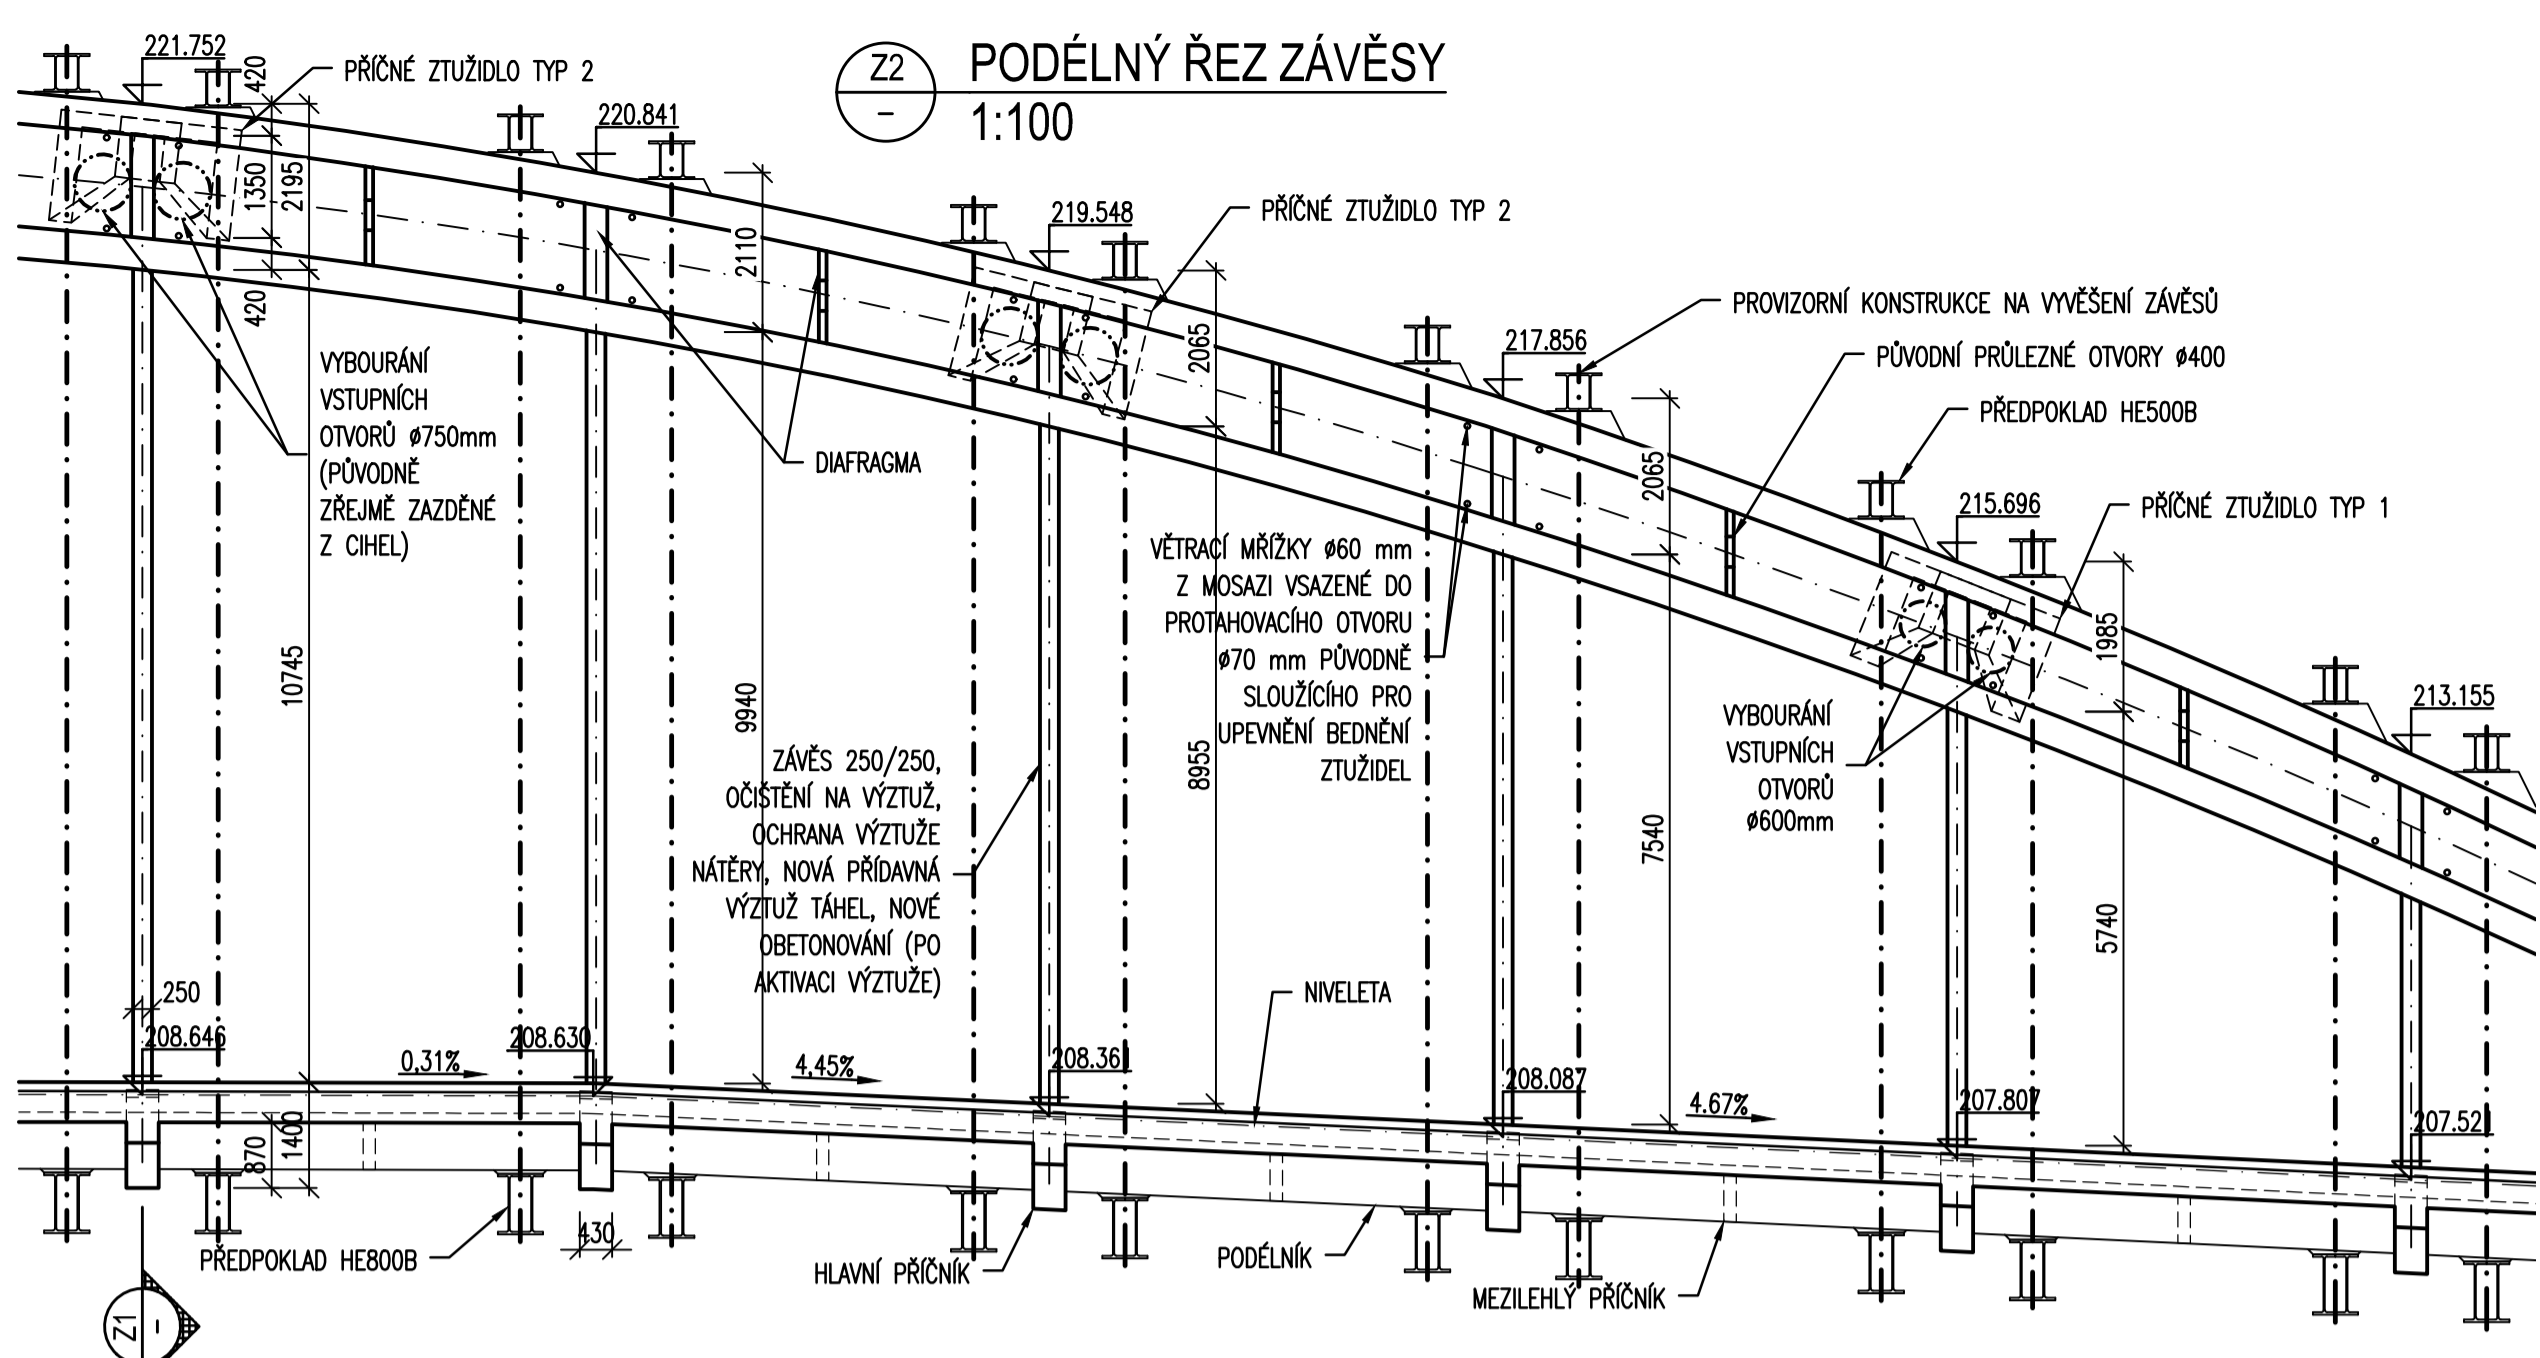 Z2
–
PODÉLNÝ ŘEZ ZÁVĚSY
1:100
221.752
420
PŘÍČNÉ ZTUŽIDLO TYP 2
220.841
1350
2195
420
219.548
PŘÍČNÉ ZTUŽIDLO TYP 2
2110
2065
217.856
PROVIZORNÍ KONSTRUKCE NA VYVĚŠENÍ ZÁVĚSŮ
PŮVODNÍ PRŮLEZNÉ OTVORY ø400
PŘEDPOKLAD HE500B
2065
215.696
PŘÍČNÉ ZTUŽIDLO TYP 1
1985
213.155
VYBOURÁNÍ
VSTUPNÍCH
OTVORŮ ø750mm
(PŮVODNĚ
ZŘEJMĚ ZAZDĚNÉ
Z CIHEL)
DIAFRAGMA
VĚTRACÍ MŘÍŽKY ø60 mm
Z MOSAZI VSAZENÉ DO
PROTAHOVACÍHO OTVORU
ø70 mm PŮVODNĚ
SLOUŽÍCÍHO PRO
UPEVNĚNÍ BEDNĚNÍ
ZTUŽIDEL
VYBOURÁNÍ
VSTUPNÍCH
OTVORŮ
ø600mm
ZÁVĚS 250/250,
OČIŠTĚNÍ NA VÝZTUŽ,
OCHRANA VÝZTUŽE
NÁTĚRY, NOVÁ PŘÍDAVNÁ
VÝZTUŽ TÁHEL, NOVÉ
OBETONOVÁNÍ (PO
AKTIVACI VÝZTUŽE)
10745
9940
8955
7540
5740
NIVELETA
250
208.646
0,31%
208.630
4,45%
208.361
208.087
4.67%
207.807
207.521
870
1400
430
PŘEDPOKLAD HE800B
HLAVNÍ PŘÍČNÍK
PODÉLNÍK
MEZILEHLÝ PŘÍČNÍK
Z1
–